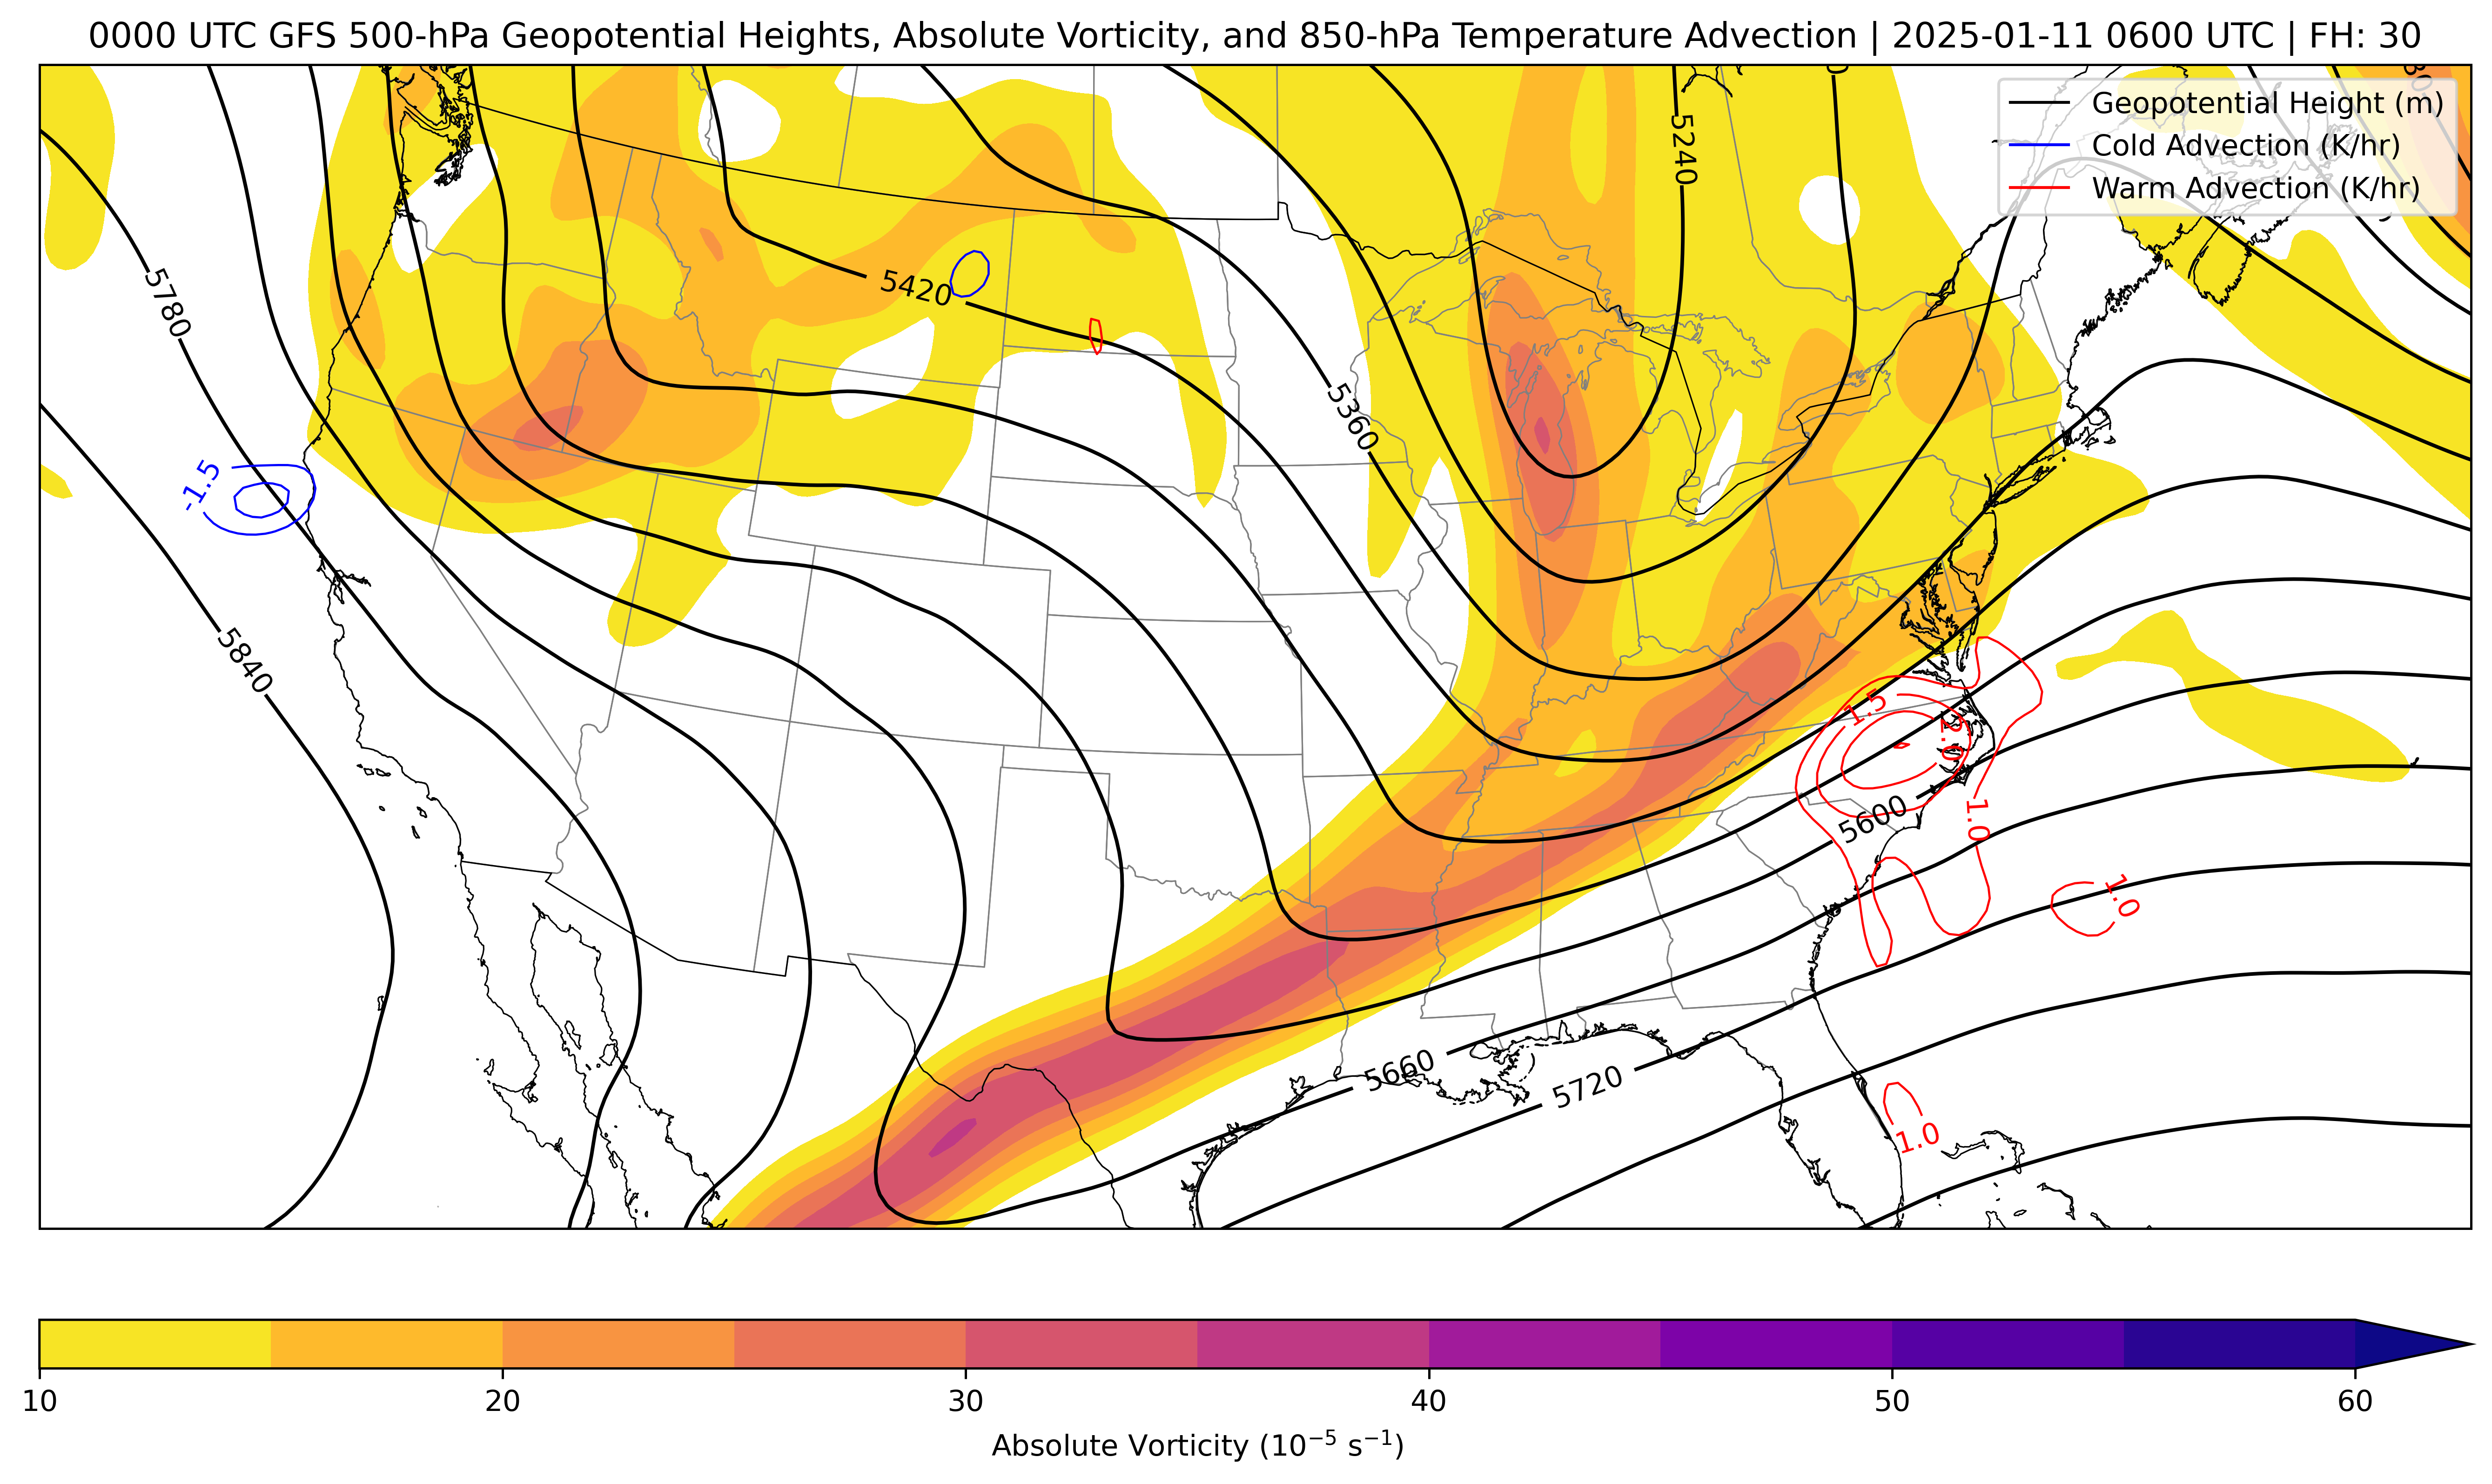 0000 UTC GFS 500-hPa Geopotential Heights, Absolute Vorticity, and 850-hPa Temperature Advection | 2025-01-11 0600 UTC | FH: 30
Geopotential Height (m)
Cold Advection (K/hr)
Warm Advection (K/hr)
5240
5780
5420
5360
-1.5
5840
1.5
2.0
5600
1.0
1.0
5660
5720
1.0
10 20 30 40 50 60
Absolute Vorticity (10⁻⁵ s⁻¹)